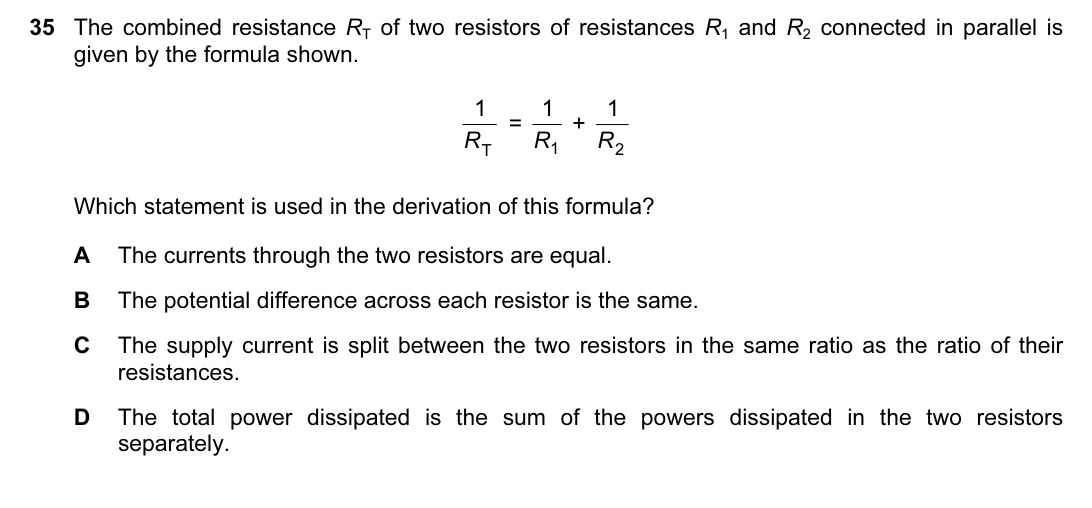 35 The combined resistance R_T of two resistors of resistances R_1 and R_2 connected in parallel is
given by the formula shown.
1/R_T = 1/R_1 + 1/R_2
Which statement is used in the derivation of this formula?
A The currents through the two resistors are equal.
B The potential difference across each resistor is the same.
C The supply current is split between the two resistors in the same ratio as the ratio of their
resistances.
D The total power dissipated is the sum of the powers dissipated in the two resistors
separately.